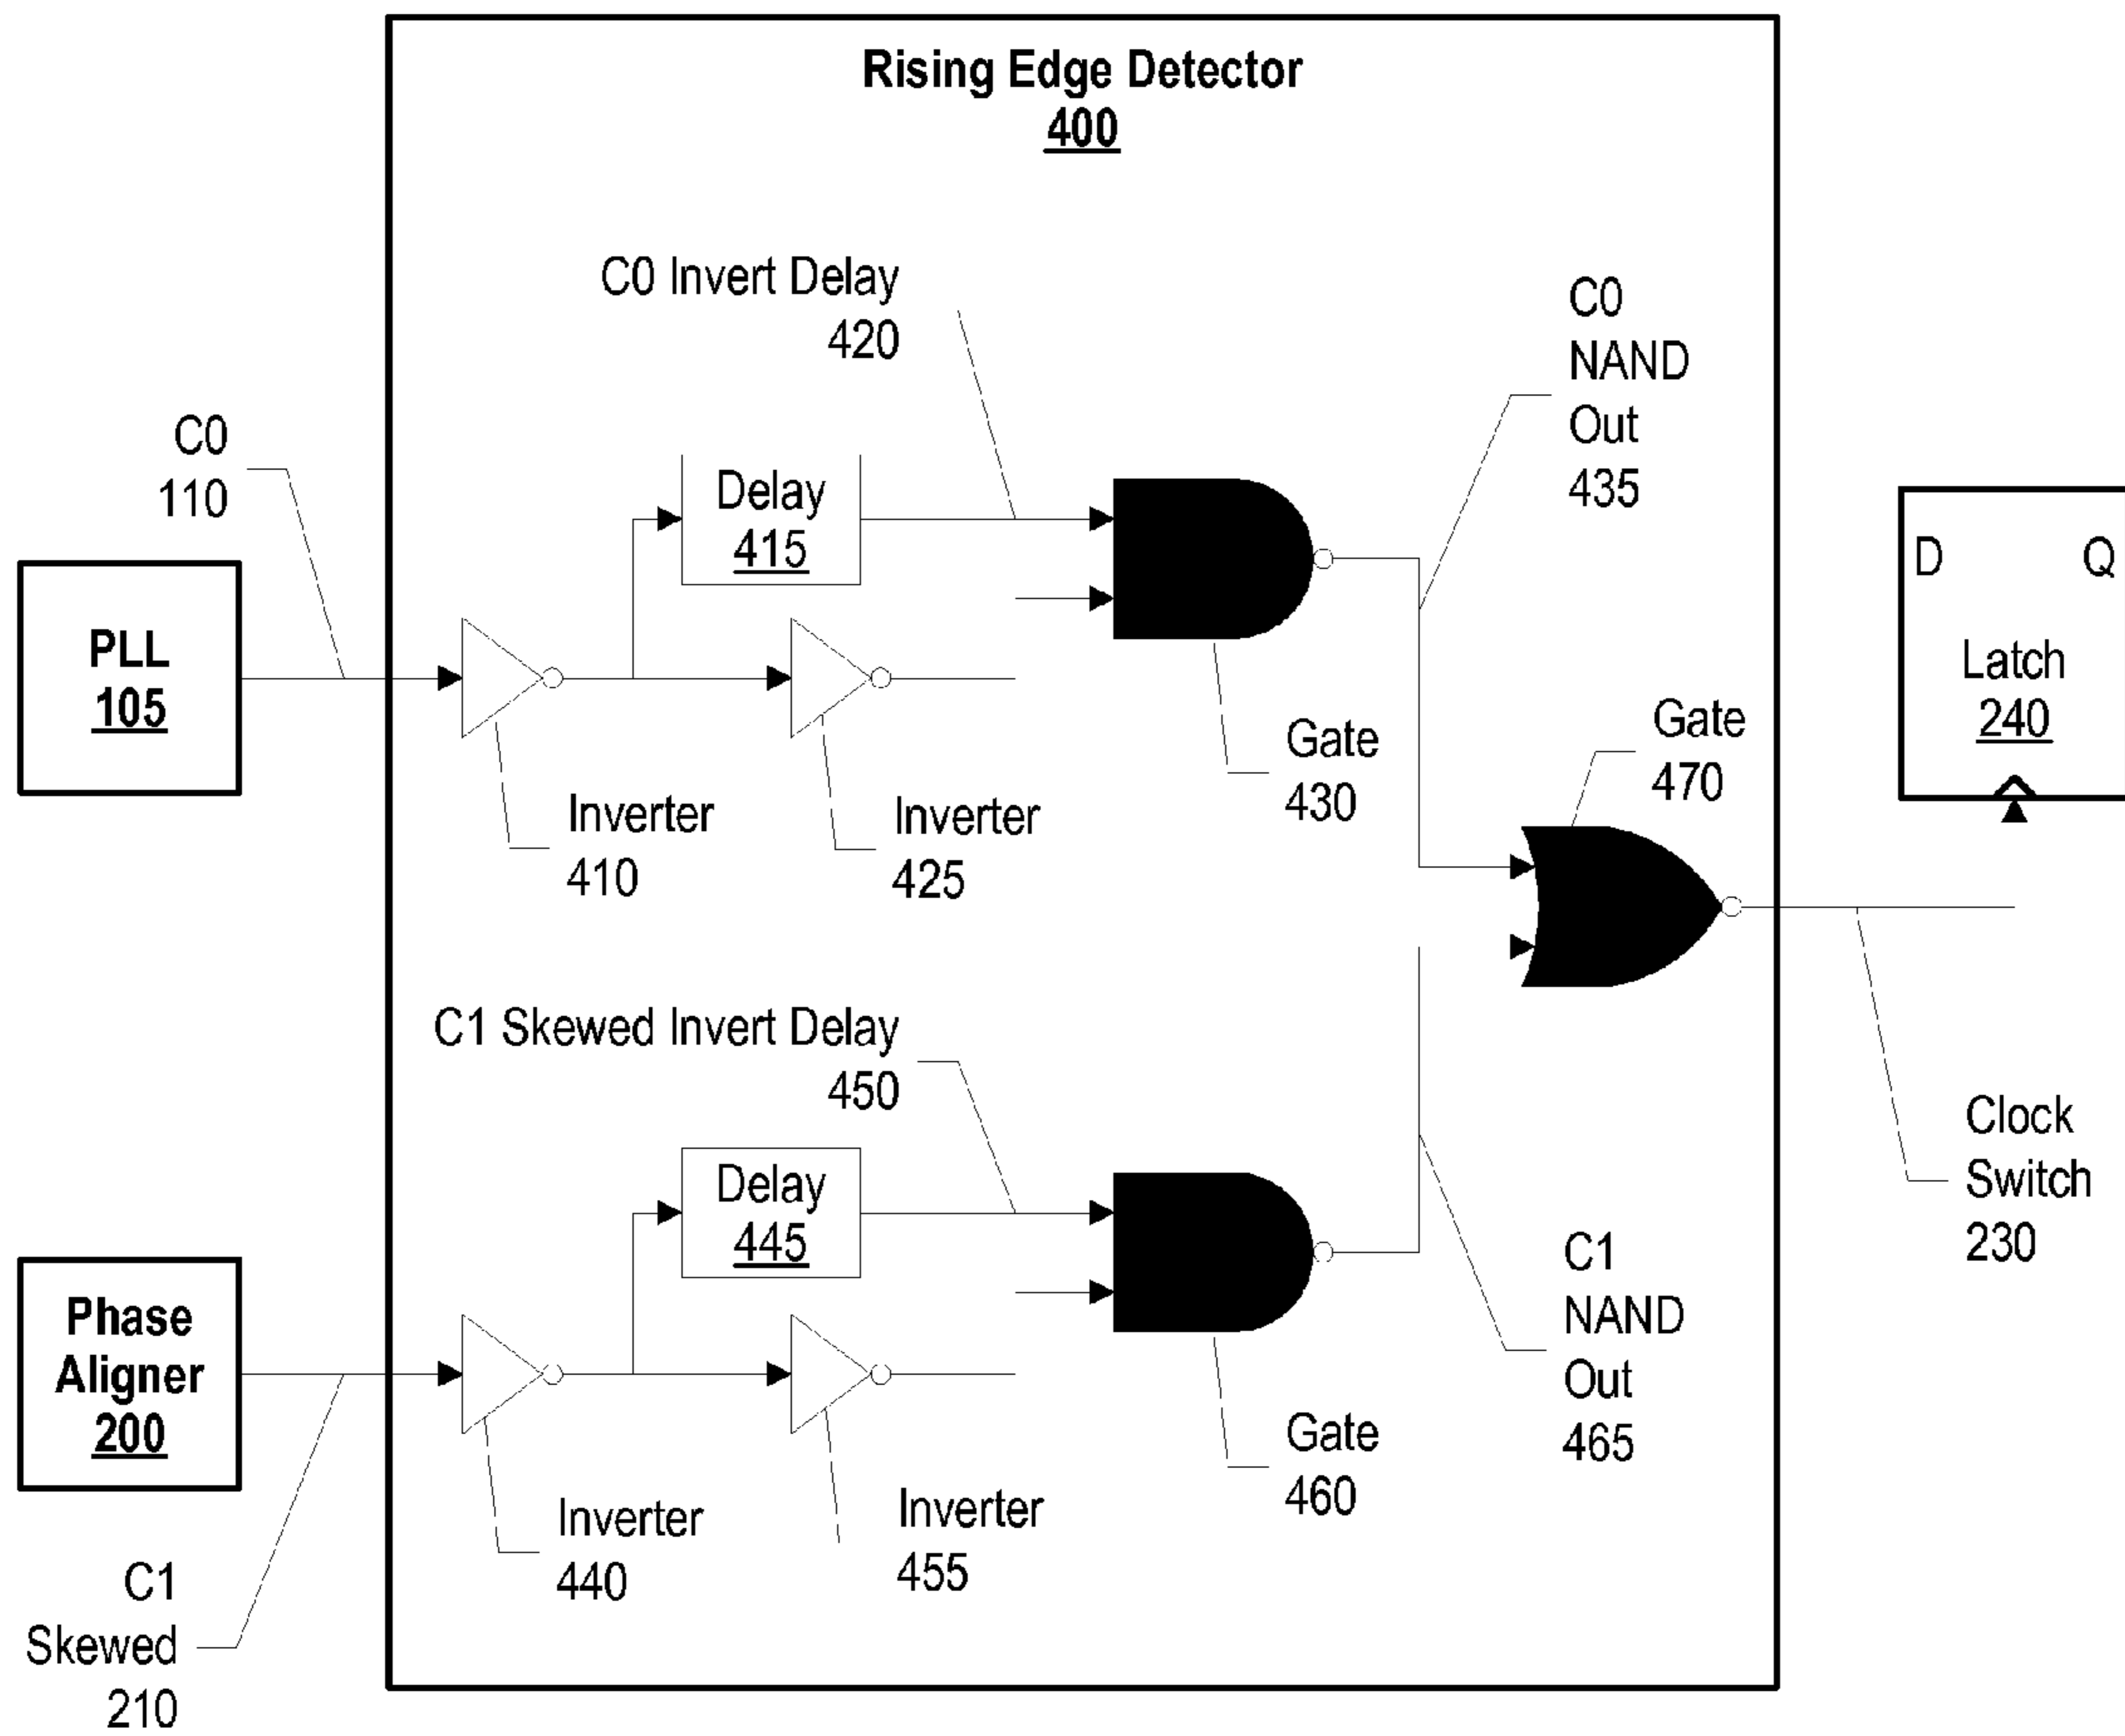 Rising Edge Detector
400
C0 Invert Delay
420
C0
NAND
Out
435
C0
110
Delay
415
D Q
Latch
240
PLL
105
Gate
470
Gate
430
Inverter
410
Inverter
425
C1 Skewed Invert Delay
450
Clock
Switch
230
Delay
445
C1
NAND
Out
465
Phase
Aligner
200
Gate
460
Inverter
440
Inverter
455
C1
Skewed
210